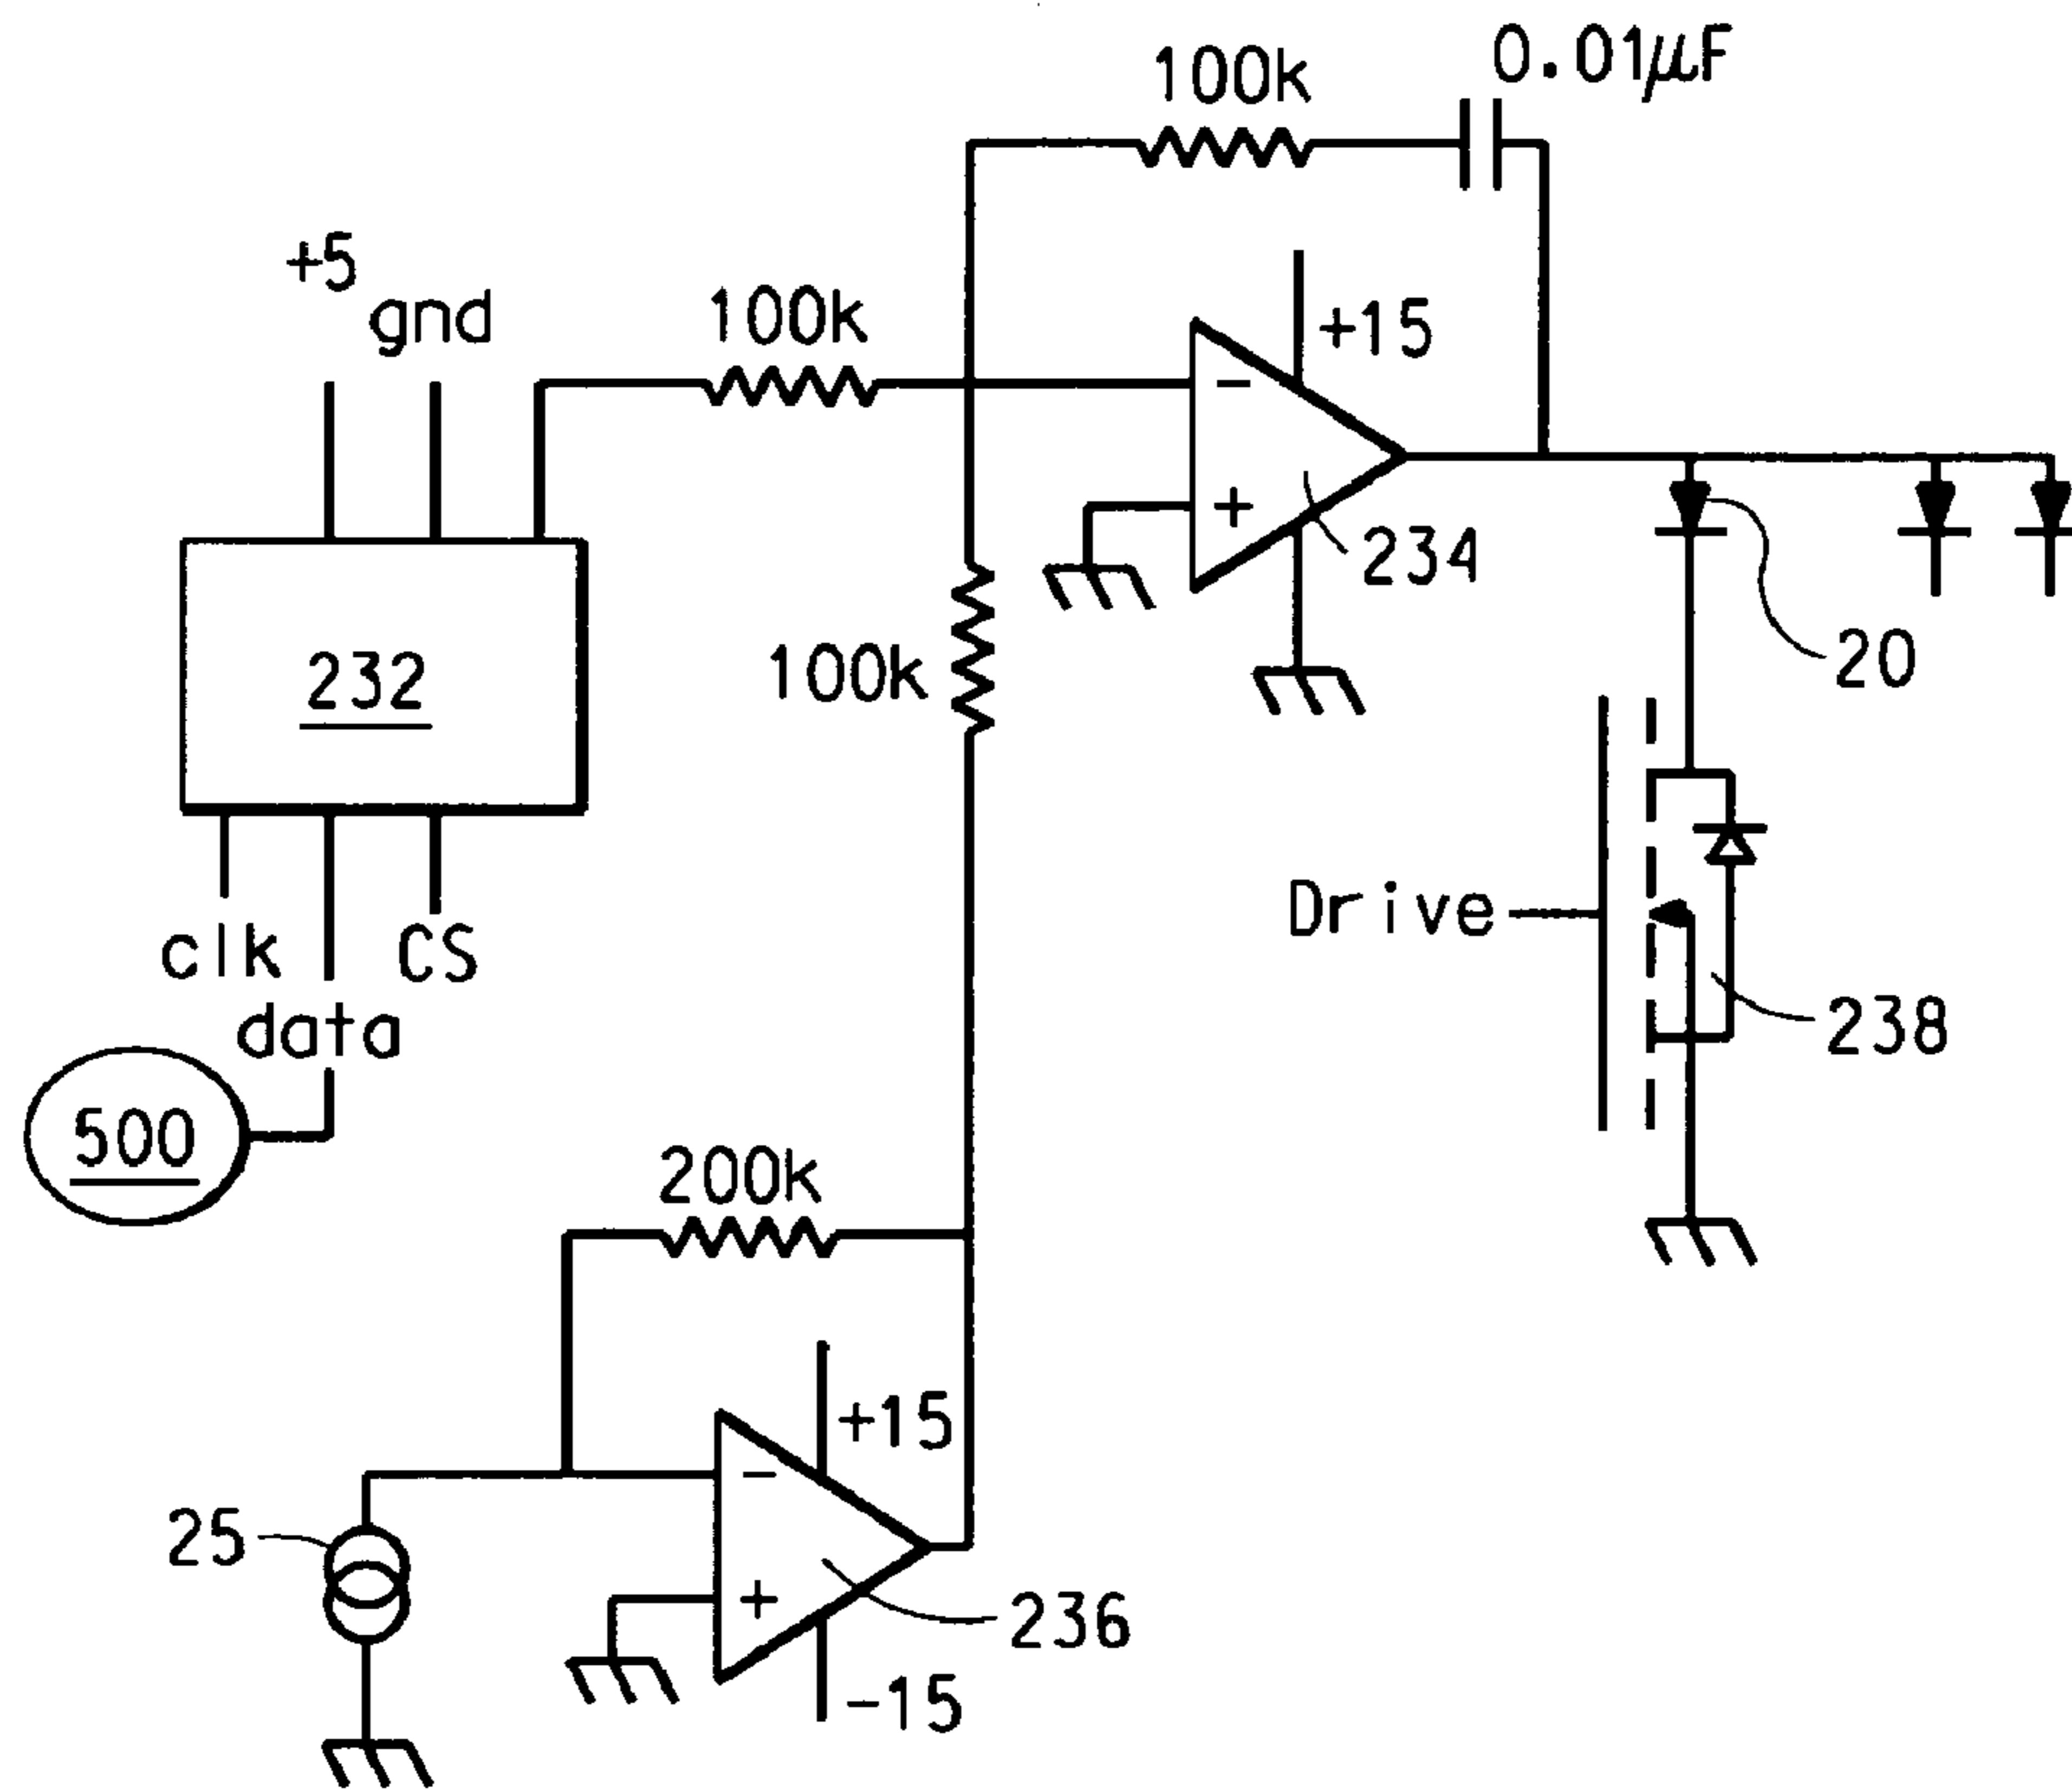 0.01μF
100k
+5
gnd
100k
+15
-
+
234
100k
20
232
Drive
clk
CS
data
238
500
200k
+15
-
25
+
236
-15